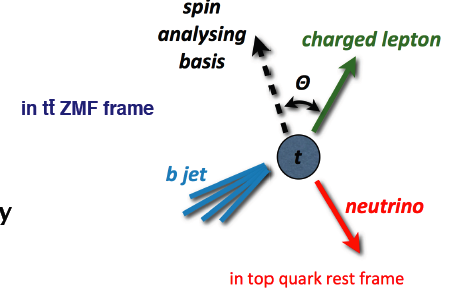 spin
analysing
basis
charged lepton
Θ
in tt̄ ZMF frame
t
b jet
y
neutrino
in top quark rest frame